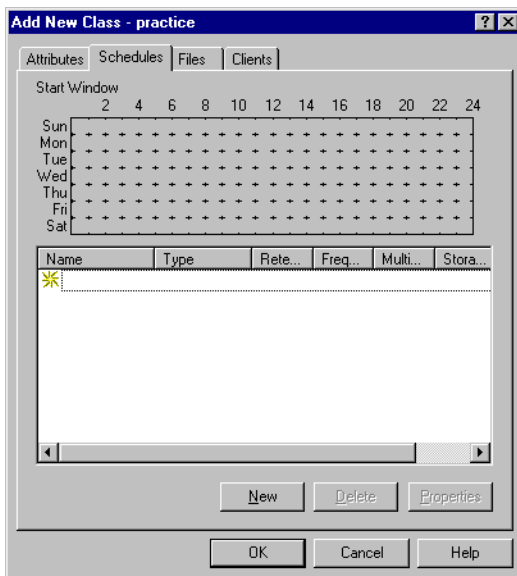 Add New Class - practice
Attributes Schedules Files Clients
Start Window
2 4 6 8 10 12 14 16 18 20 22 24
Sun
Mon
Tue
Wed
Thu
Fri
Sat
Name Type Rete... Freq... Multi... Stora...
New Delete Properties
OK Cancel Help